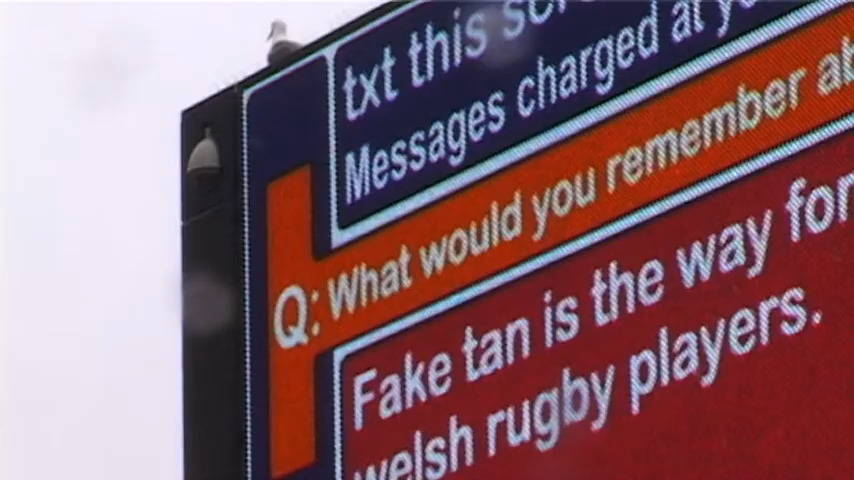 txt this
Messages charged at
Q: What would you remember
Fake tan is the way for
welsh rugby players.